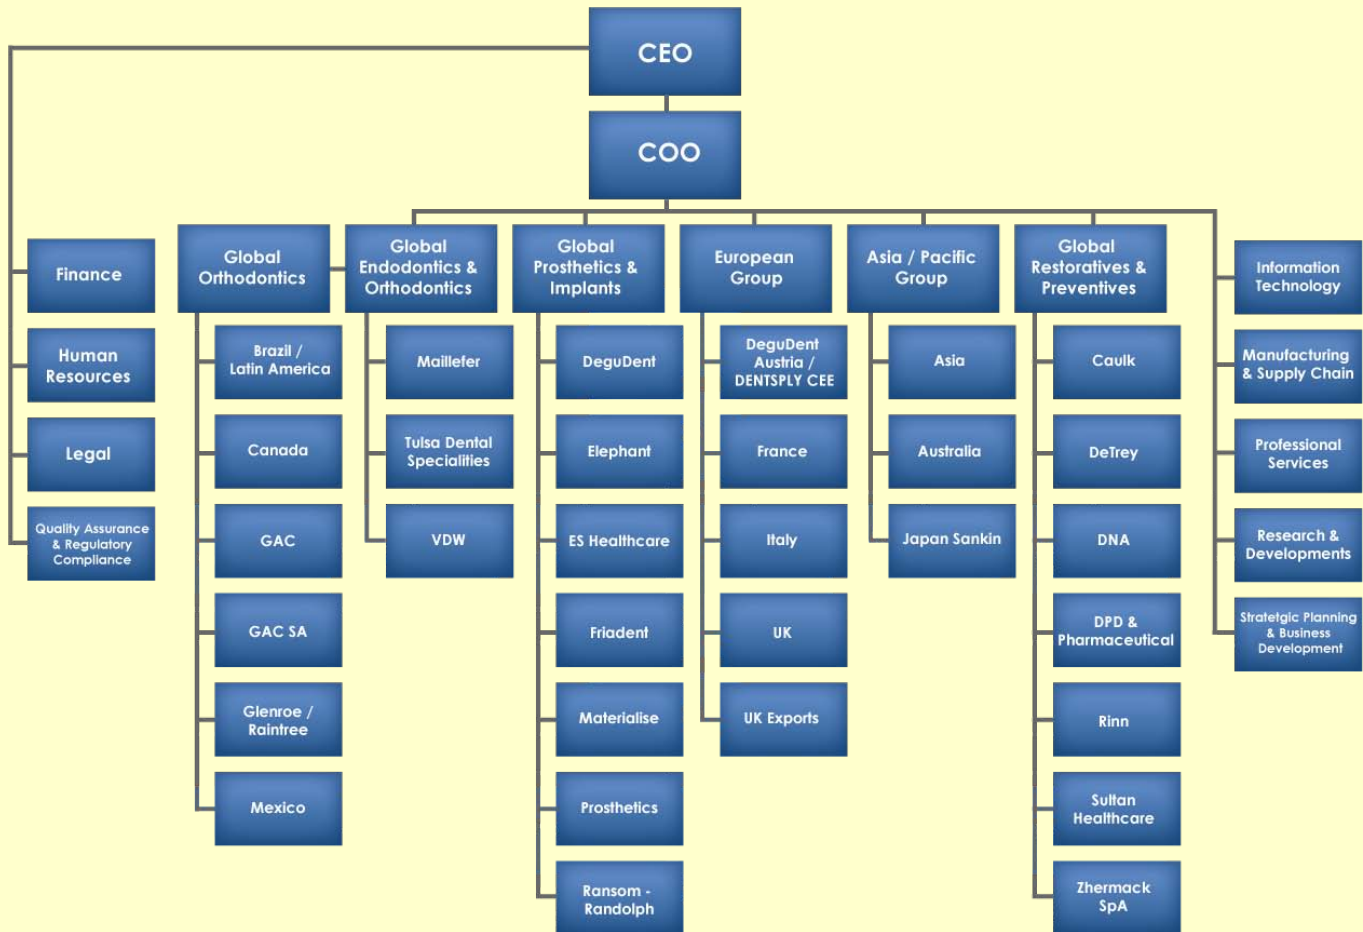 CEO
COO
Finance
Human
Resources
Legal
Quality Assurance
& Regulatory
Compliance
Global
Orthodontics
Brazil /
Latin America
Canada
GAC
GAC SA
Glenroe /
Raintree
Mexico
Global
Endodontics &
Orthodontics
Maillefer
Tulsa Dental
Specialities
VDW
Global
Prosthetics &
Implants
DeguDent
Elephant
ES Healthcare
Friadent
Materialise
Prosthetics
Ransom -
Randolph
European
Group
DeguDent
Austria /
DENTSPLY CEE
France
Italy
UK
UK Exports
Asia / Pacific
Group
Asia
Australia
Japan Sankin
Global
Restoratives &
Preventives
Caulk
DeTrey
DNA
DPD &
Pharmaceutical
Rinn
Sultan
Healthcare
Zhermack
SpA
Information
Technology
Manufacturing
& Supply Chain
Professional
Services
Research &
Developments
Stratetgic Planning
& Business
Development